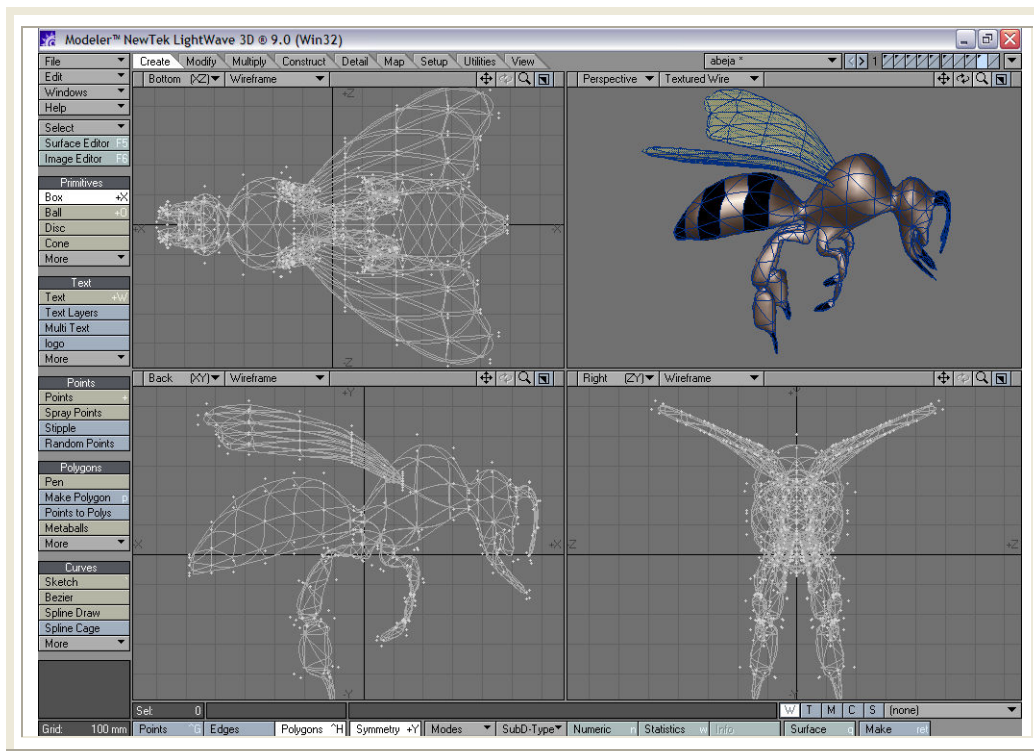 Modeler™ NewTek LightWave 3D ® 9.0 (Win32)
File
Create Modify Multiply Construct Detail Map Setup Utilities View
abeja *
1
Edit
Windows
Help
Select
Surface Editor F5
Image Editor F6
Primitives
Box +X
Ball +O
Disc
Cone
More
Text
Text +W
Text Layers
Multi Text
logo
More
Points
Points +
Spray Points
Stipple
Random Points
Polygons
Pen
Make Polygon p
Points to Polys
Metaballs
More
Curves
Sketch
Bezier
Spline Draw
Spline Cage
More
Bottom (XZ) Wireframe
+Z
+X
-X
-Z
Perspective Textured Wire
Back (XY) Wireframe
+Y
-X
+X
-Y
Right (ZY) Wireframe
-Z
+Z
-Y
Sel: 0
W T M C S (none)
Grid: 100 mm
Points ^G Edges Polygons ^H Symmetry +Y Modes SubD-Type Numeric n Statistics w Info Surface q Make ret